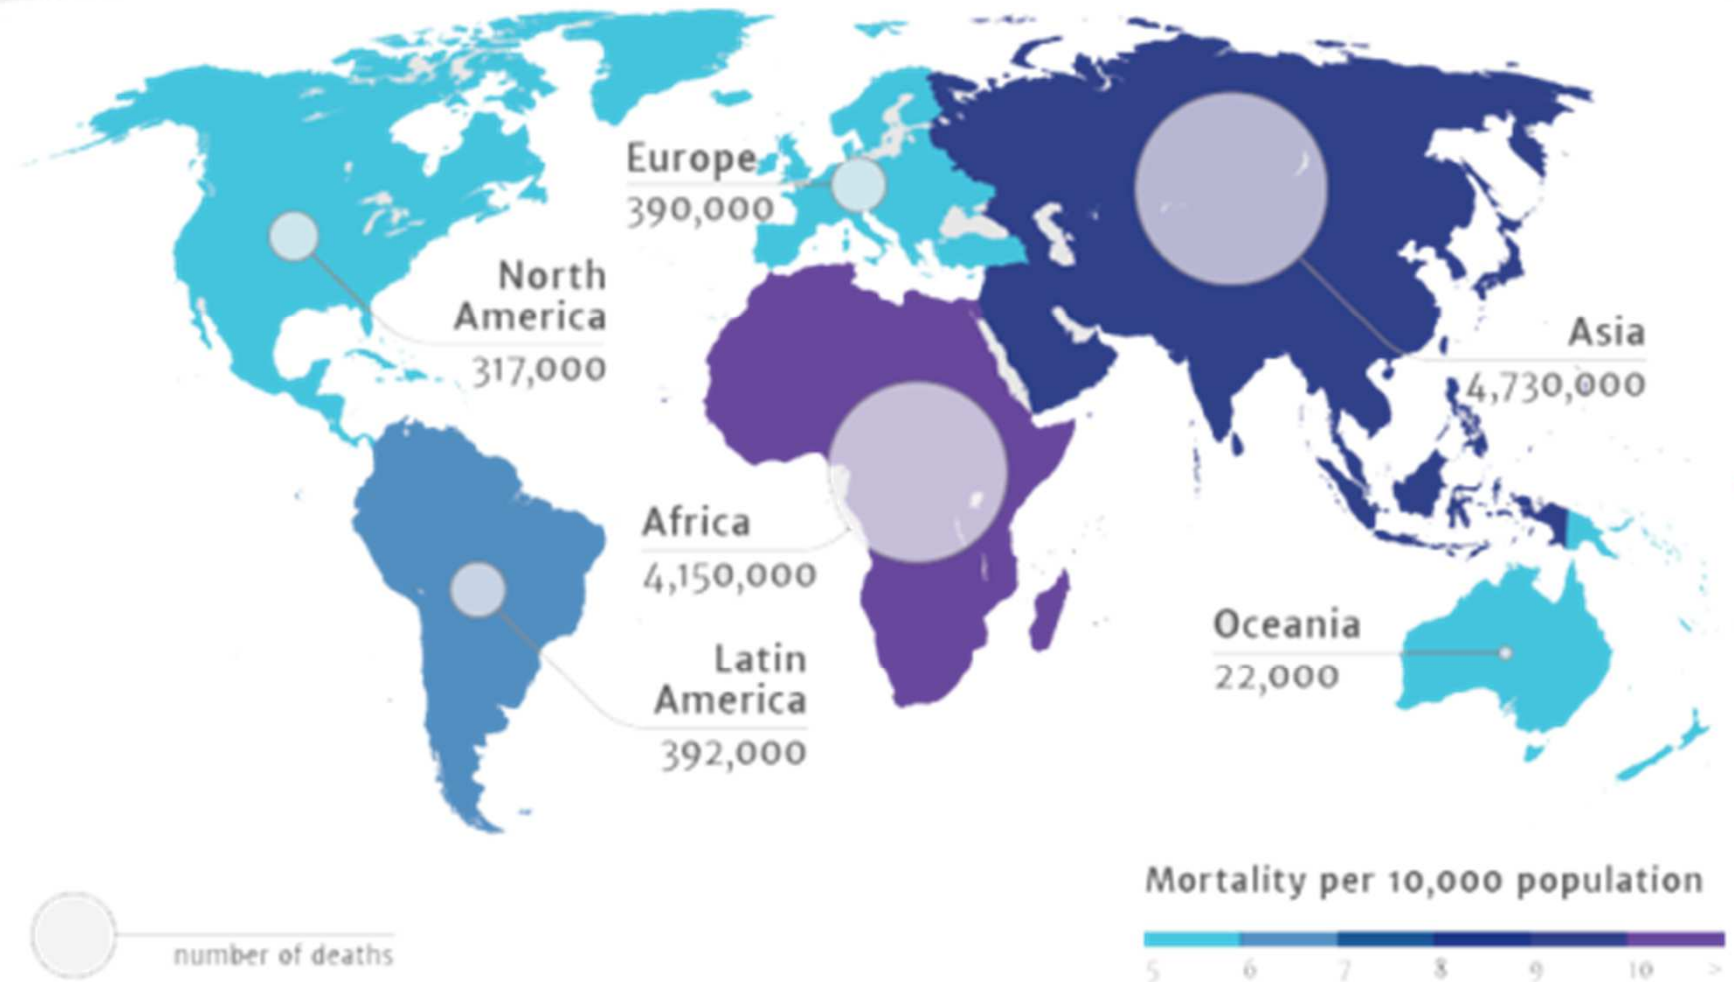 Europe
390,000
North
America
317,000
Asia
4,730,000
Africa
4,150,000
Latin
America
392,000
Oceania
22,000
Mortality per 10,000 population
5 6 7 8 9 10 >
number of deaths